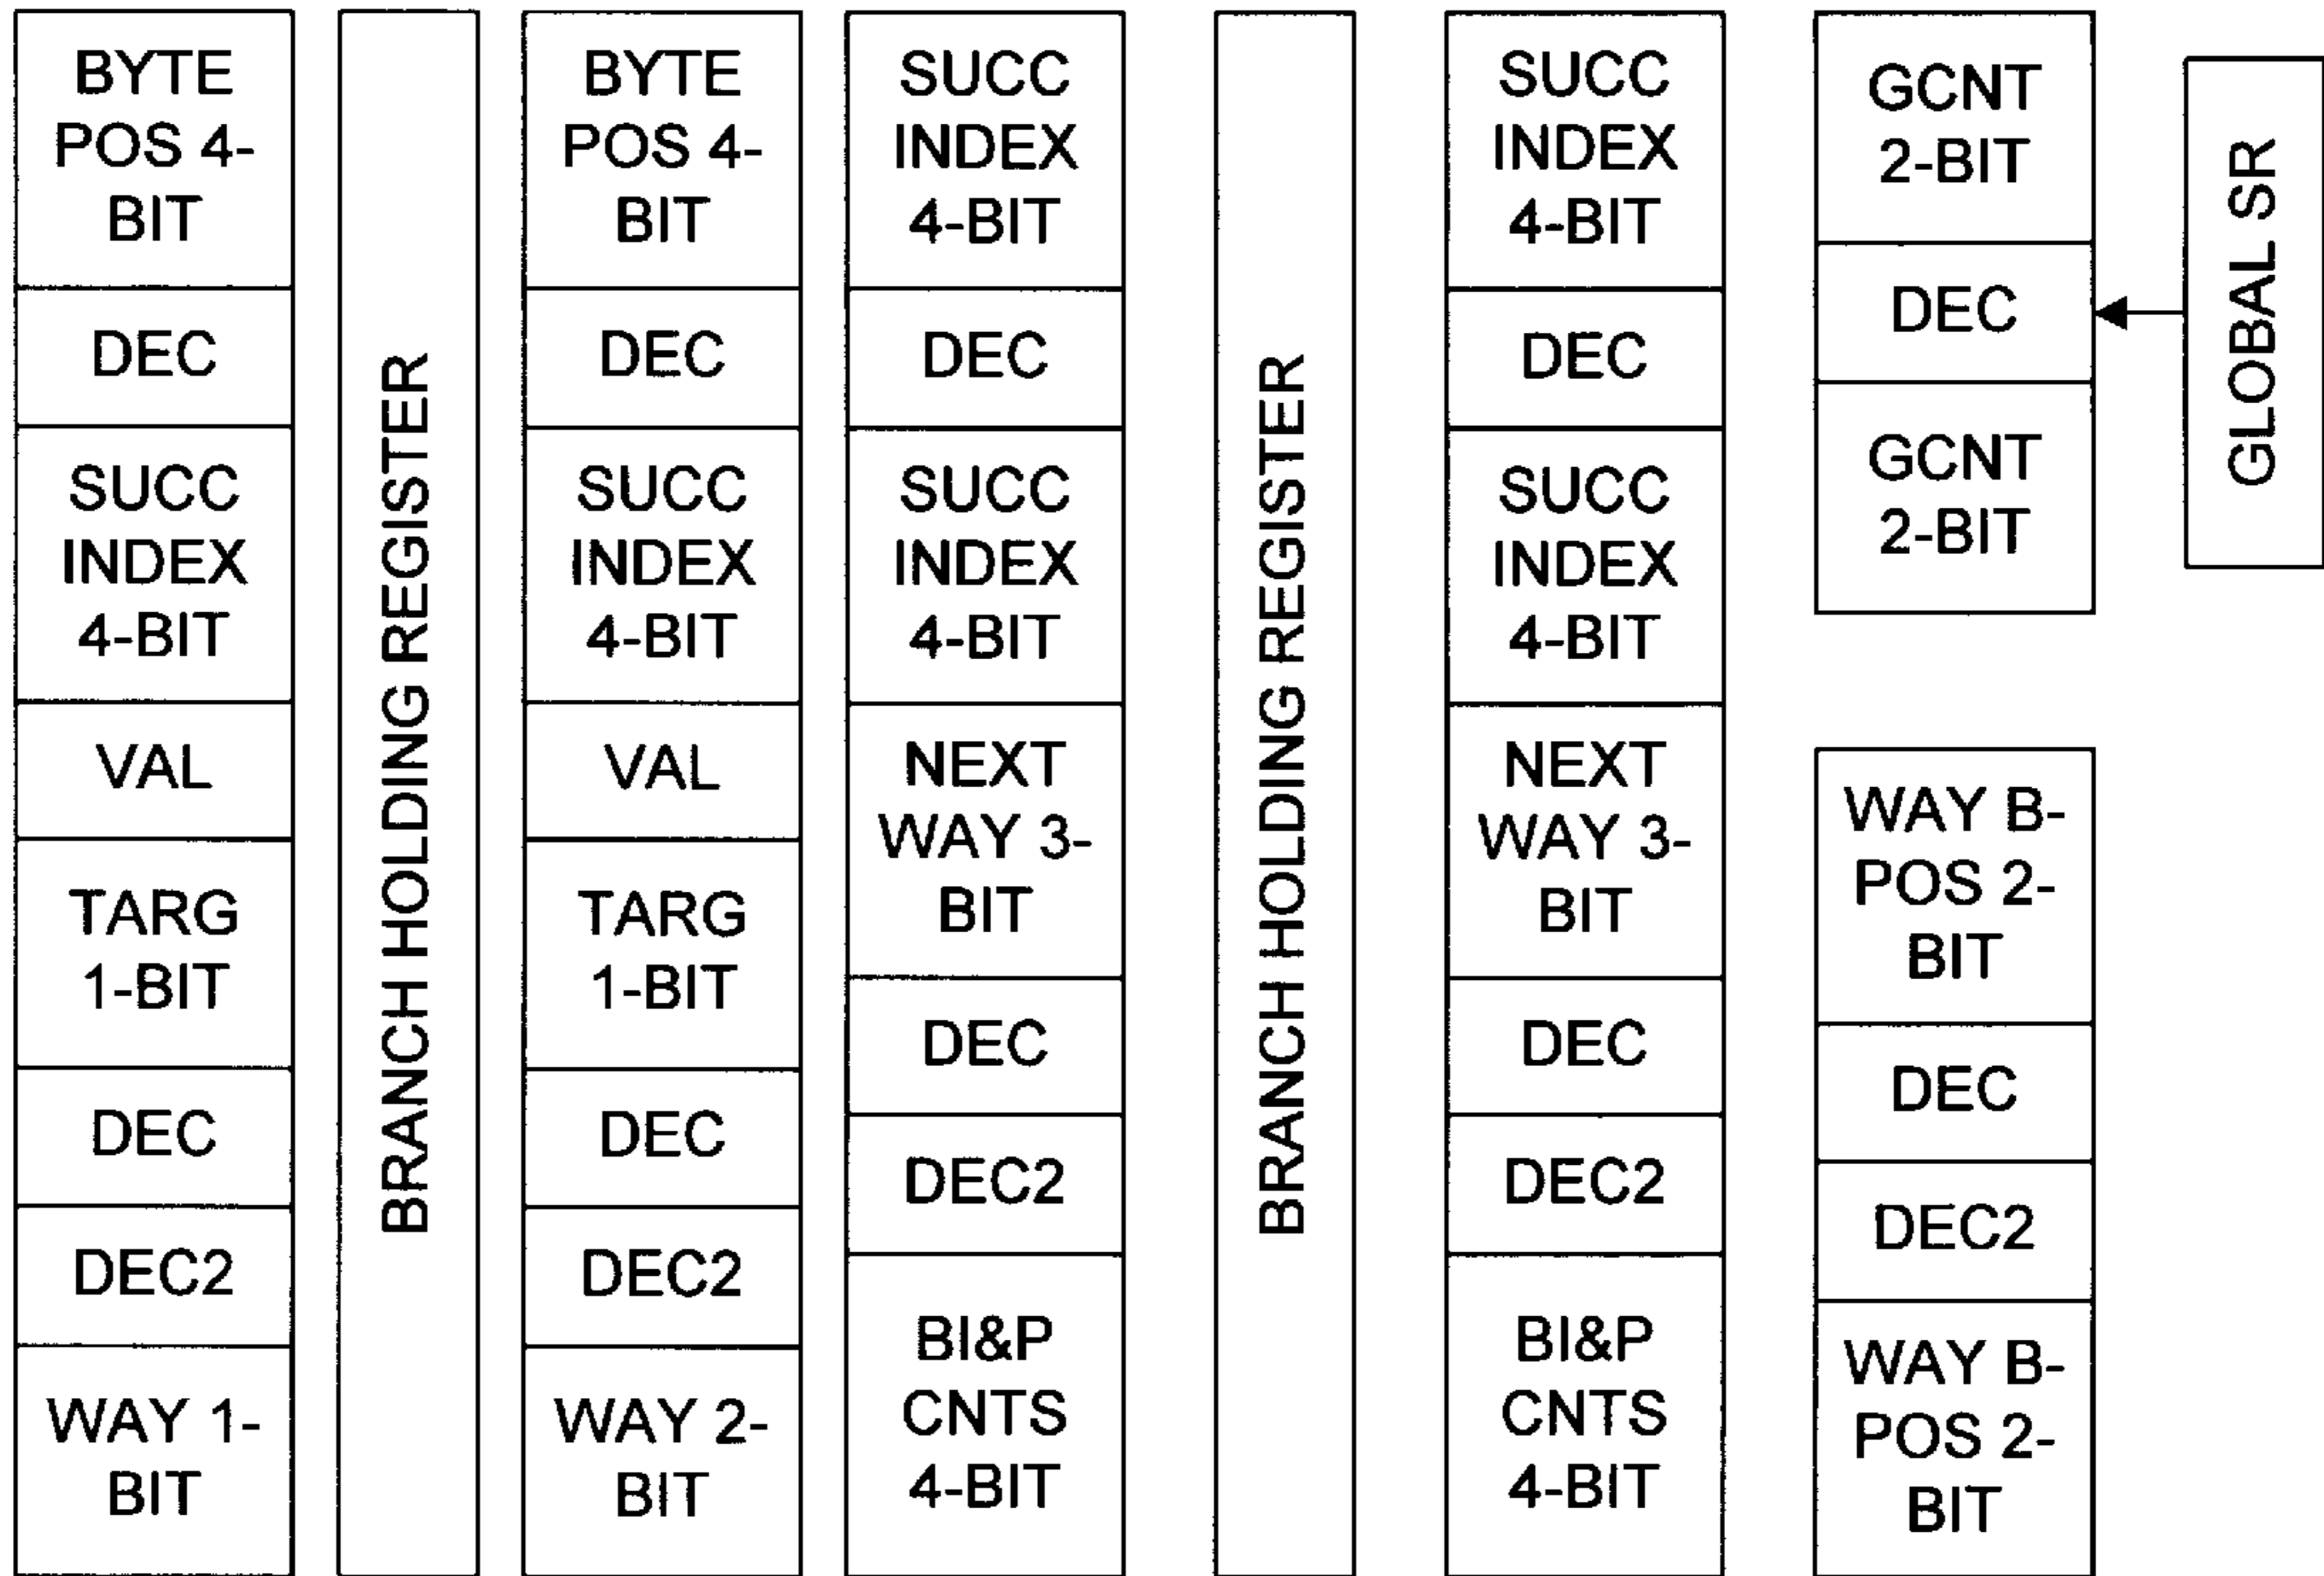 BYTE
POS 4-
BIT
DEC
SUCC
INDEX
4-BIT
VAL
TARG
1-BIT
DEC
DEC2
WAY 1-
BIT
BRANCH HOLDING REGISTER
BYTE
POS 4-
BIT
DEC
SUCC
INDEX
4-BIT
VAL
TARG
1-BIT
DEC
DEC2
WAY 2-
BIT
SUCC
INDEX
4-BIT
DEC
SUCC
INDEX
4-BIT
NEXT
WAY 3-
BIT
DEC
DEC2
BI&P
CNTS
4-BIT
BRANCH HOLDING REGISTER
SUCC
INDEX
4-BIT
DEC
SUCC
INDEX
4-BIT
NEXT
WAY 3-
BIT
DEC
DEC2
BI&P
CNTS
4-BIT
GCNT
2-BIT
DEC
GCNT
2-BIT
WAY B-
POS 2-
BIT
DEC
DEC2
WAY B-
POS 2-
BIT
GLOBAL SR